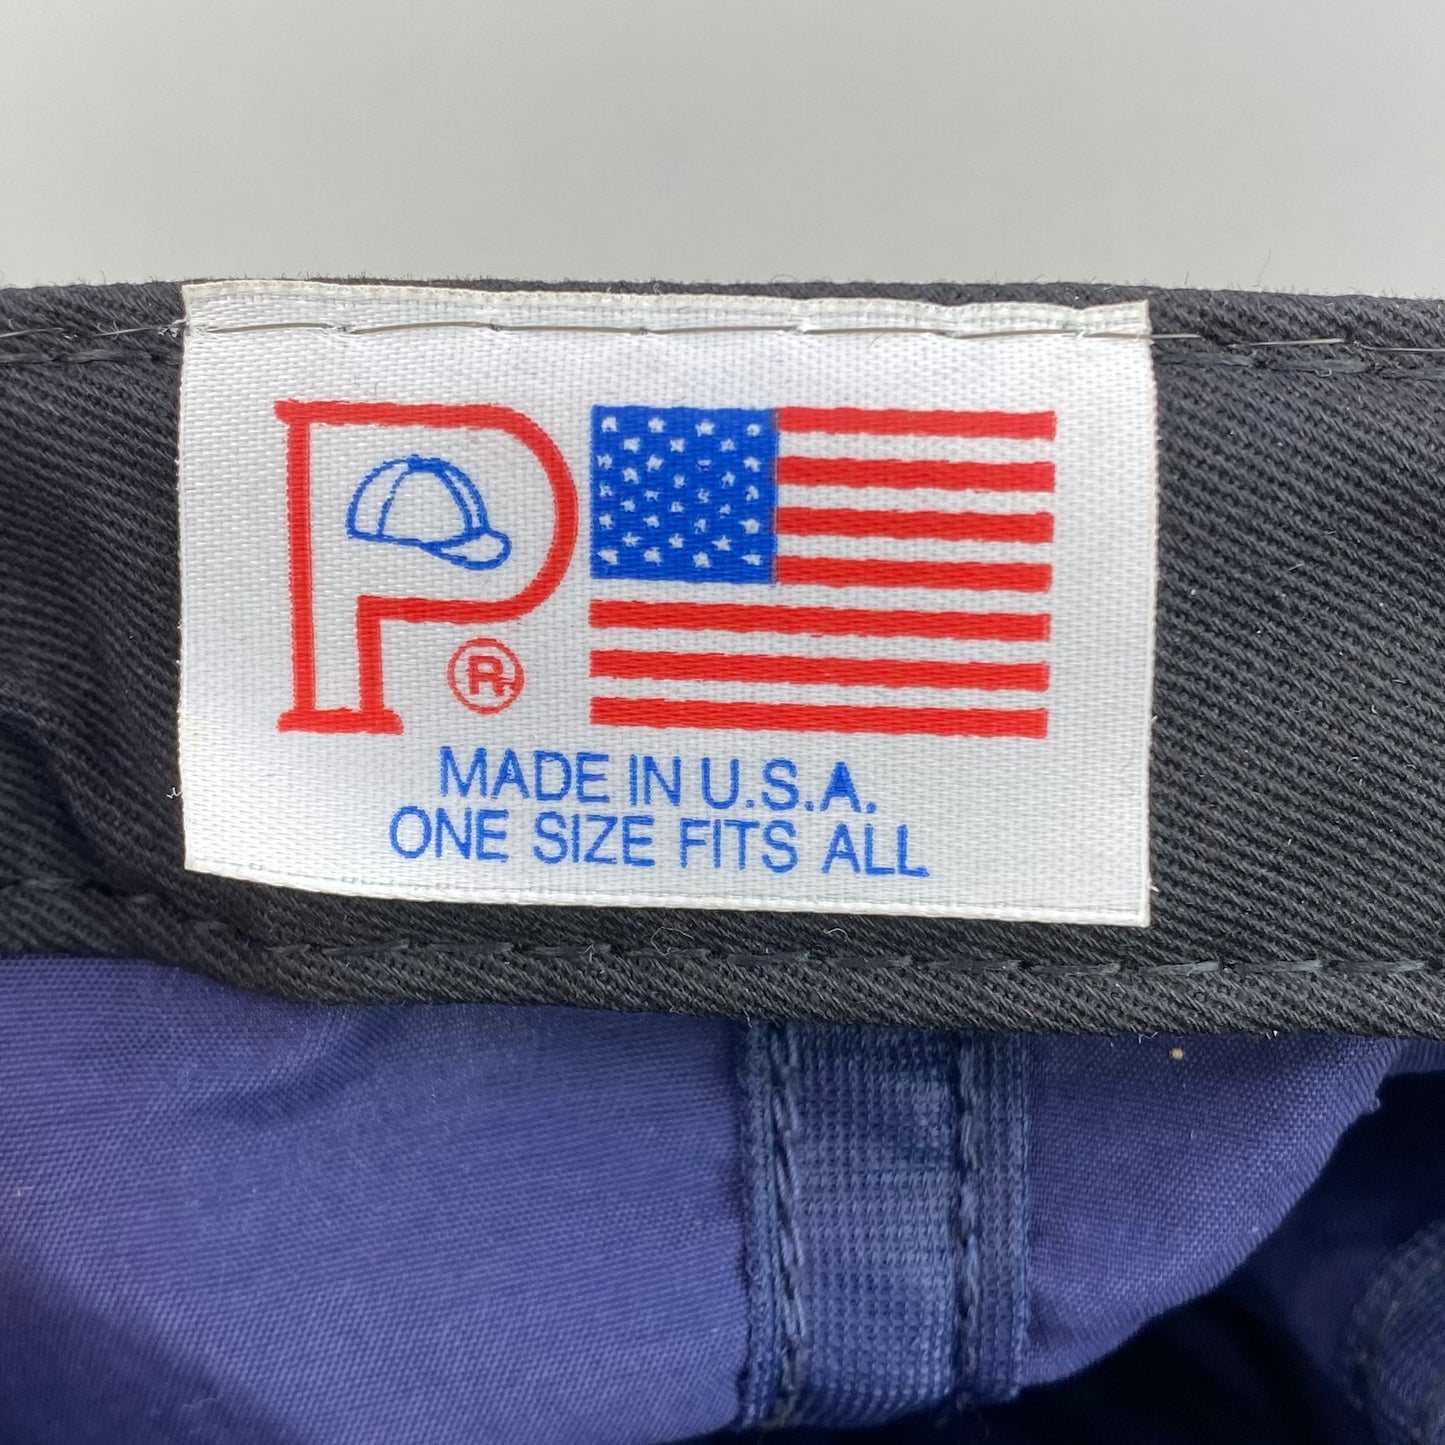 P
®
MADE IN U.S.A.
ONE SIZE FITS ALL